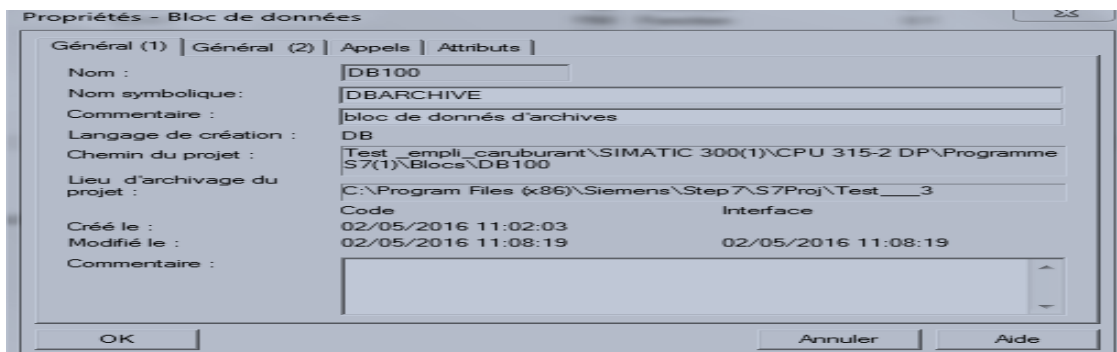 Propriétés - Bloc de données
Général (1) Général (2) Appels Attributs
Nom : DB100
Nom symbolique: DBARCHIVE
Commentaire : bloc de donnés d'archives
Langage de création : DB
Chemin du projet : Test _empli_caruburant\SIMATIC 300(1)\CPU 315-2 DP\Programme
S7(1)\Blocs\DB100
Lieu d'archivage du
projet : C:\Program Files (x86)\Siemens\Step7\S7Proj\Test___3
Code Interface
Créé le : 02/05/2016 11:02:03
Modifié le : 02/05/2016 11:08:19 02/05/2016 11:08:19
Commentaire :
OK Annuler Aide